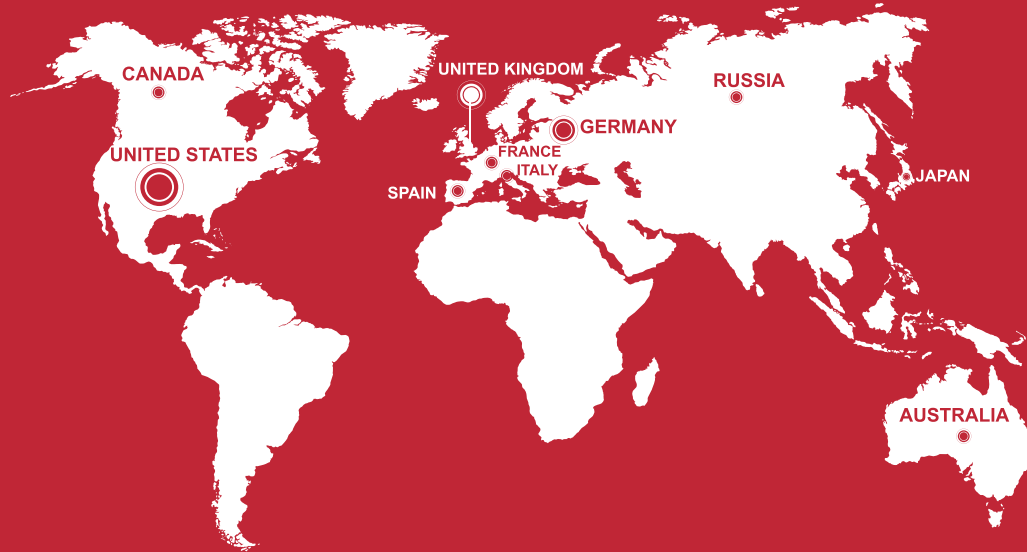 UNITED KINGDOM
CANADA
RUSSIA
GERMANY
UNITED STATES
FRANCE
ITALY
JAPAN
SPAIN
AUSTRALIA